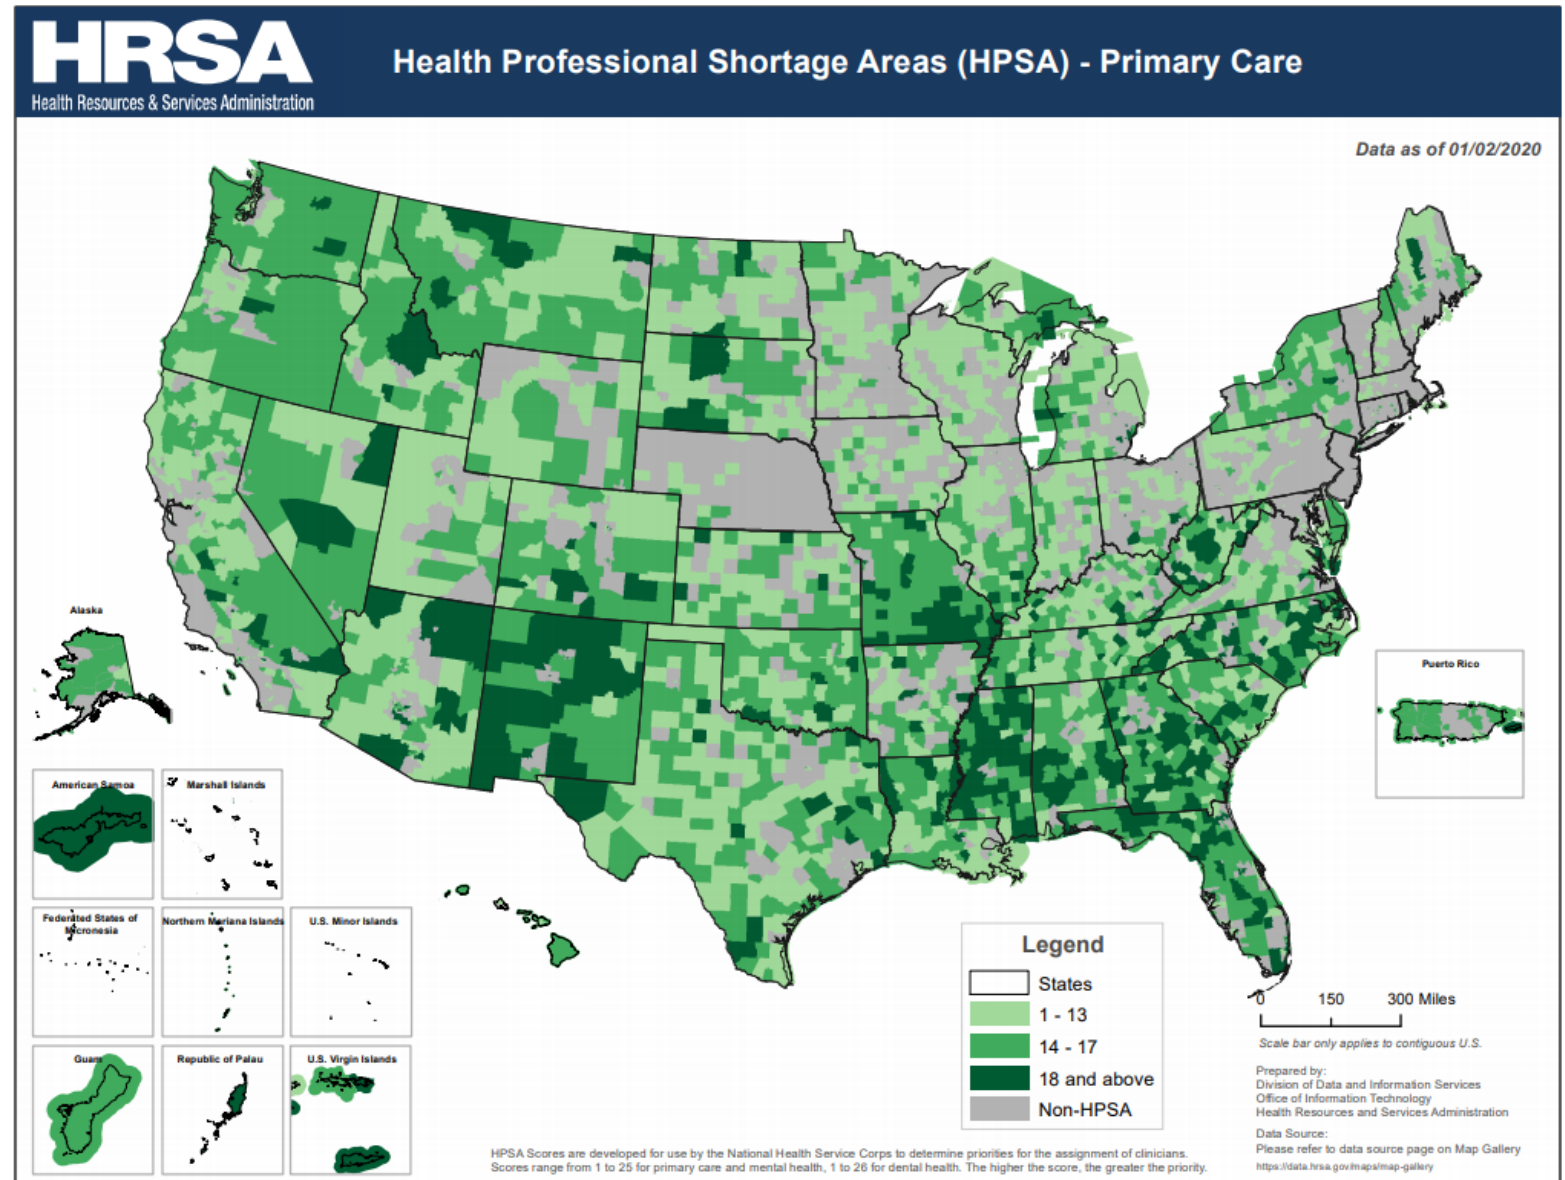 HRSA
Health Resources & Services Administration
Health Professional Shortage Areas (HPSA) - Primary Care
Data as of 01/02/2020
Alaska
Puerto Rico
American Samoa
Marshall Islands
Federated States of
Micronesia
Northern Mariana Islands
U.S. Minor Islands
Guam
Republic of Palau
U.S. Virgin Islands
Legend
States
1 - 13
14 - 17
18 and above
Non-HPSA
0 150 300 Miles
Scale bar only applies to contiguous U.S.
Prepared by:
Division of Data and Information Services
Office of Information Technology
Health Resources and Services Administration
Data Source:
Please refer to data source page on Map Gallery
https://data.hrsa.gov/maps/map-gallery
HPSA Scores are developed for use by the National Health Service Corps to determine priorities for the assignment of clinicians.
Scores range from 1 to 25 for primary care and mental health, 1 to 26 for dental health. The higher the score, the greater the priority.